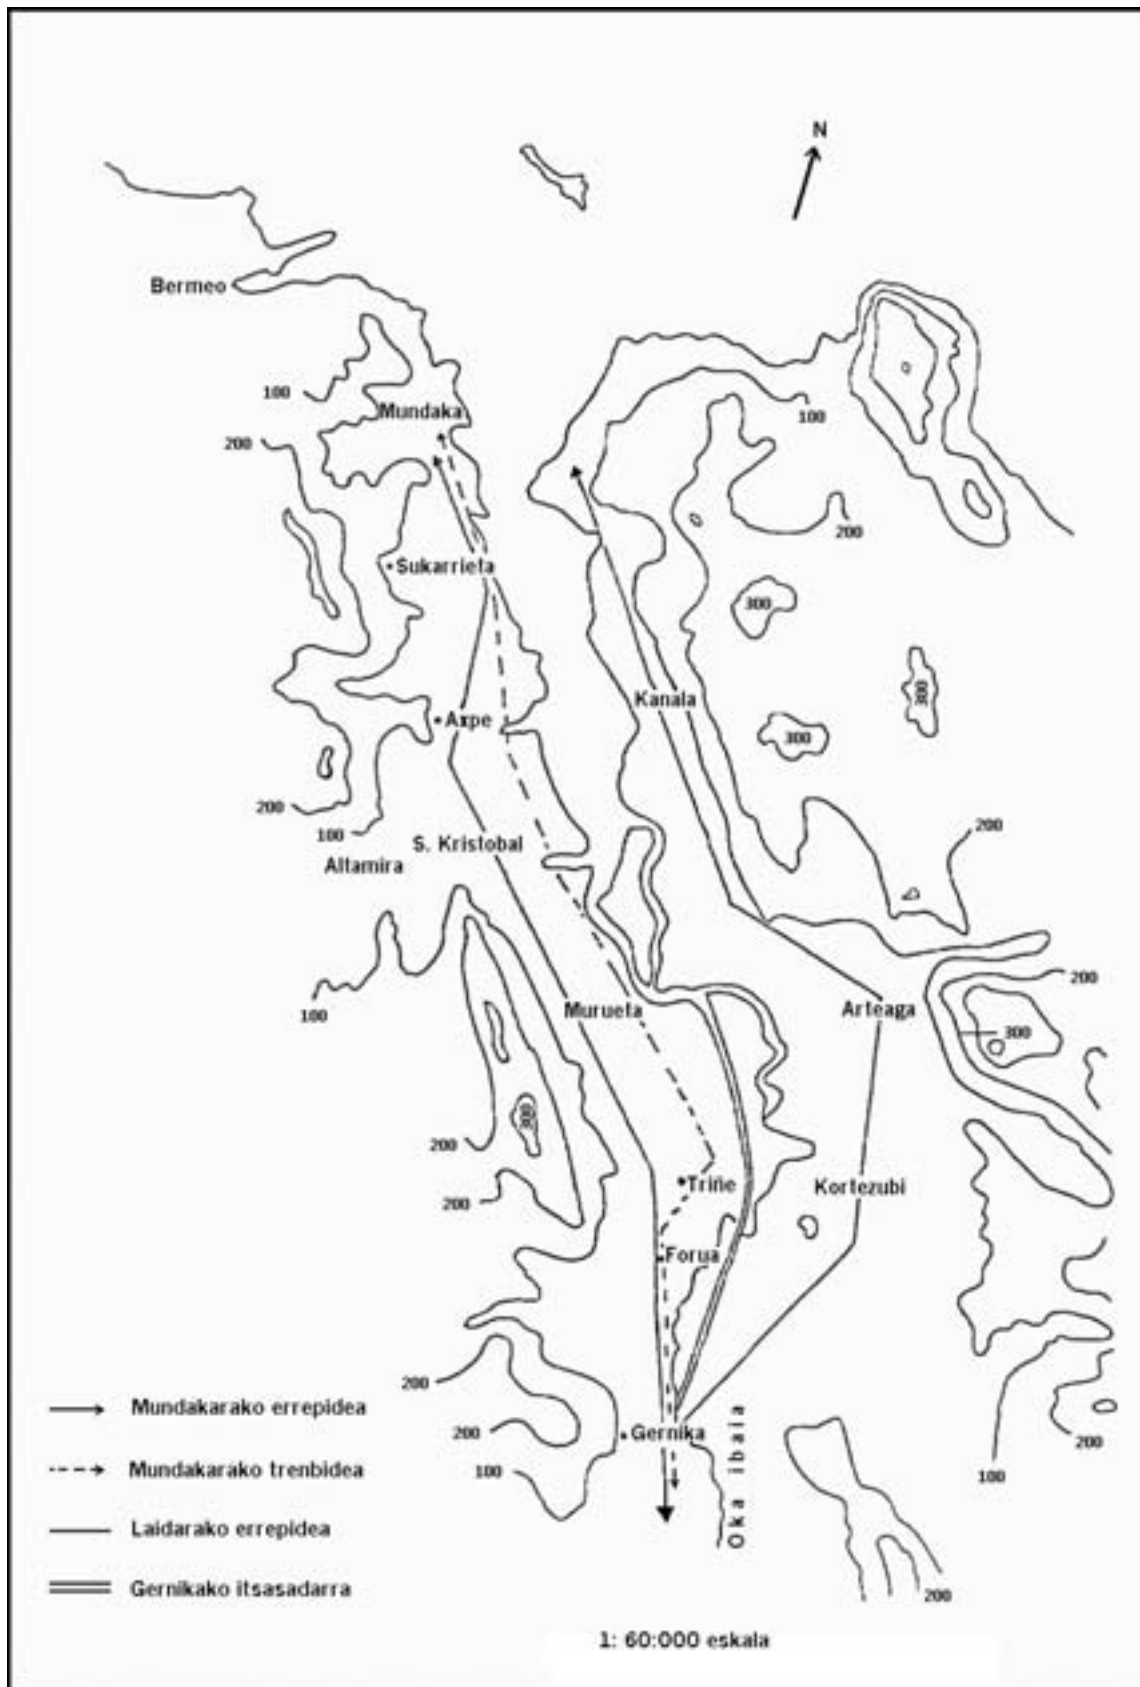 N
Bermeo
100
Mundaka
100
200
200
Sukarrieta
300
Kanala
300
Axpe
300
200
200
100
S. Kristobal
Altamira
200
100
Murueta
Arteaga
300
300
200
200
Triñe
Kortezubi
Forua
200
Mundakarako errepidea
200
Gernika
200
Mundakarako trenbidea
100
100
Oka ibaia
Laidarako errepidea
Gernikako itsasadarra
200
1: 60:000 eskala